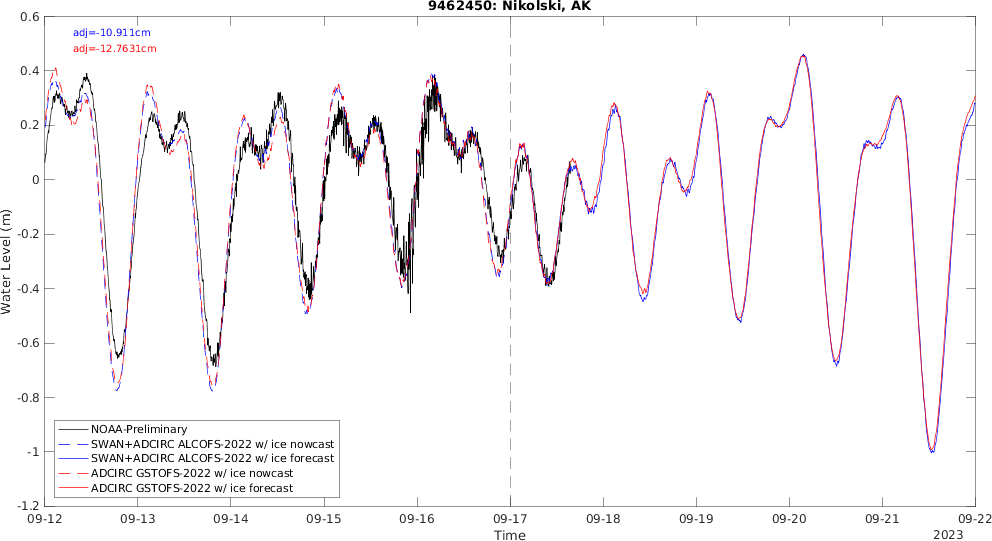 9462450: Nikolski, AK
adj=-10.911cm
adj=-12.7631cm
0.6
0.4
0.2
0
-0.2
-0.4
-0.6
-0.8
-1
-1.2
Water Level (m)
NOAA-Preliminary
SWAN+ADCIRC ALCOFS-2022 w/ ice nowcast
SWAN+ADCIRC ALCOFS-2022 w/ ice forecast
ADCIRC GSTOFS-2022 w/ ice nowcast
ADCIRC GSTOFS-2022 w/ ice forecast
09-12 09-13 09-14 09-15 09-16 09-17 09-18 09-19 09-20 09-21 09-22
Time
2023